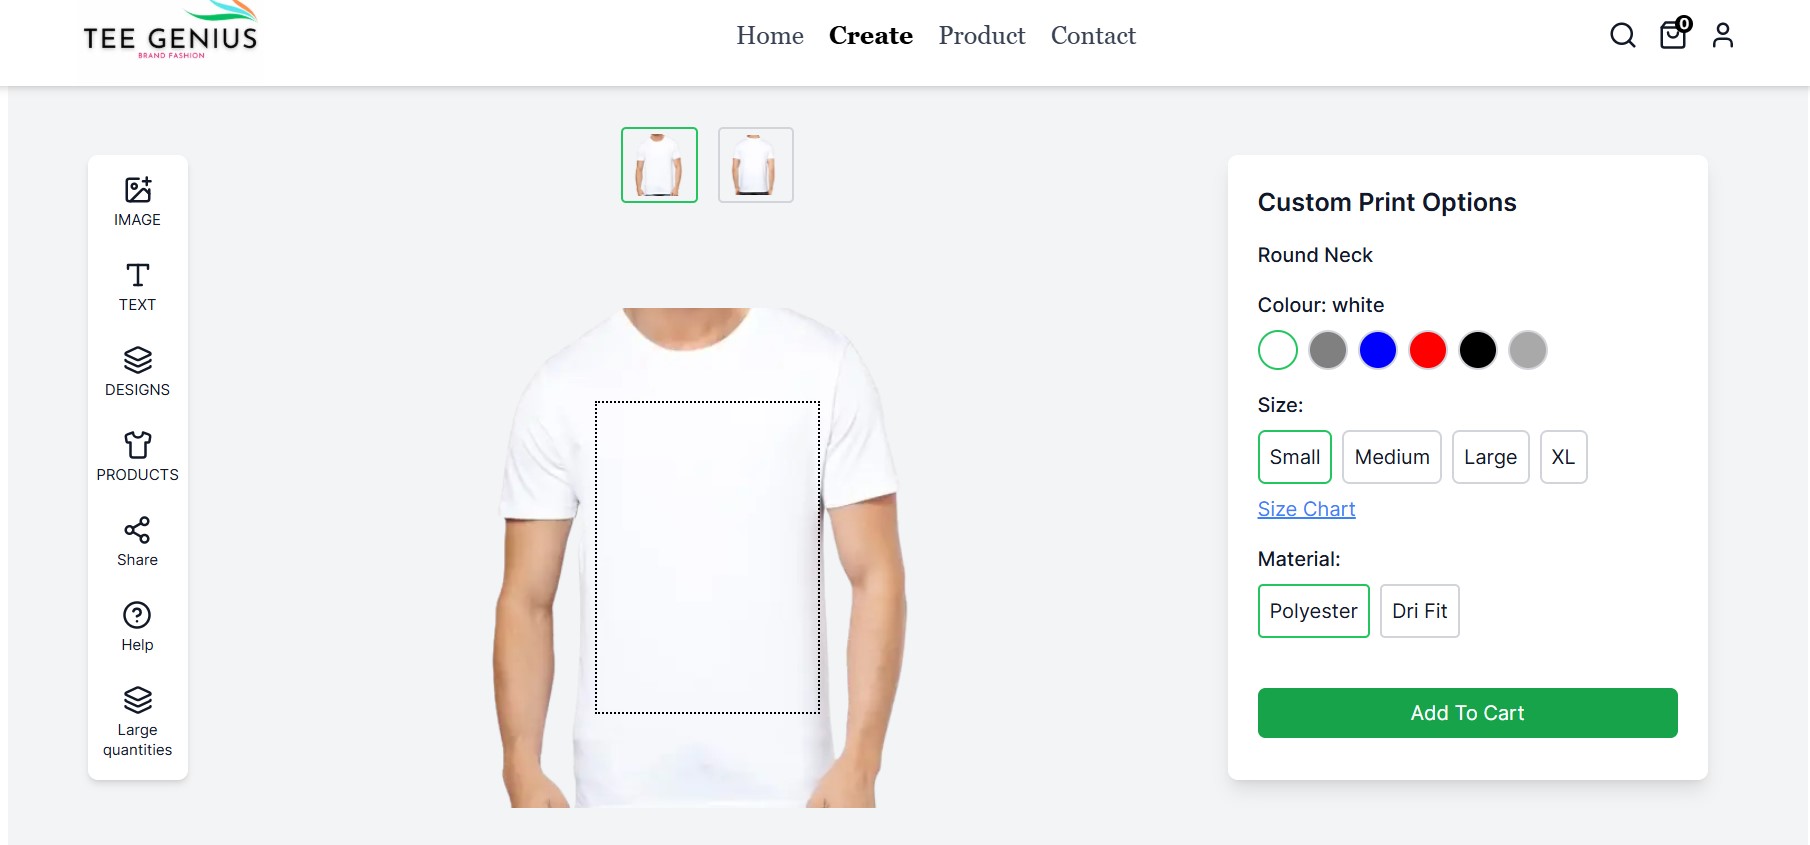 TEE GENIUS
BRAND FASHION
Home Create Product Contact
0
IMAGE
TEXT
DESIGNS
PRODUCTS
Share
Help
Large
quantities
Custom Print Options
Round Neck
Colour: white
Size:
Small Medium Large XL
Size Chart
Material:
Polyester Dri Fit
Add To Cart